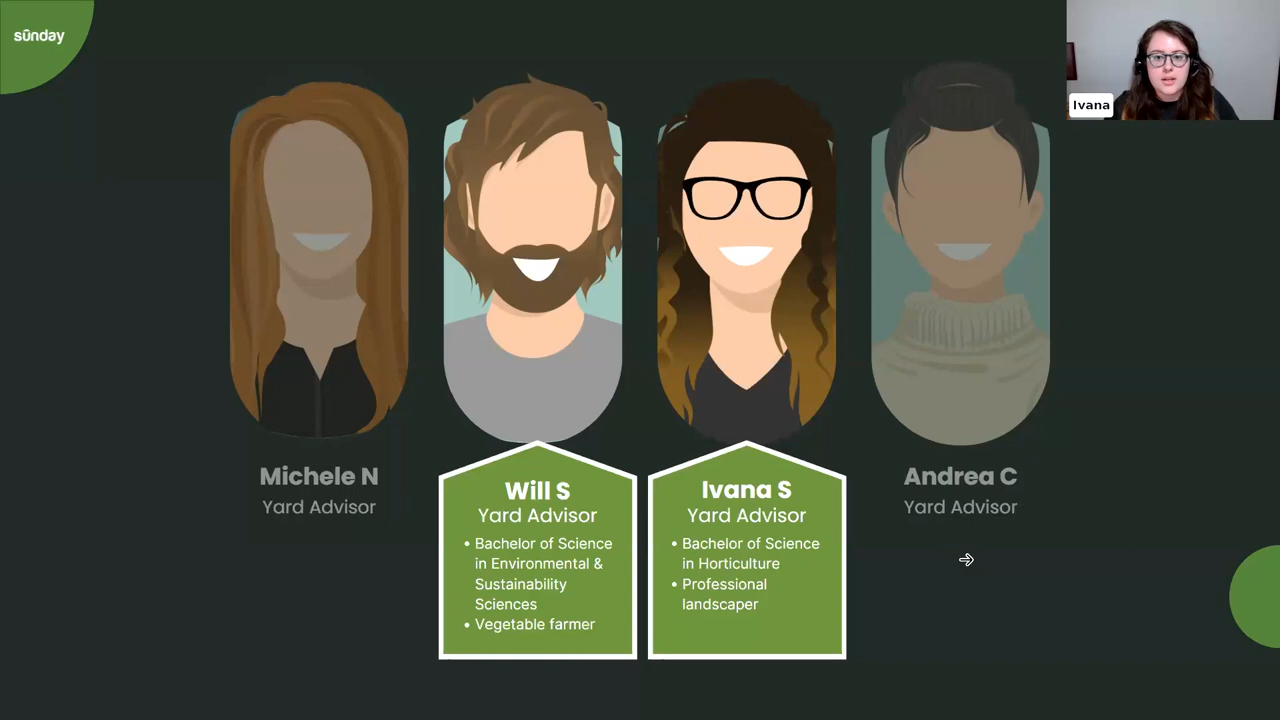 sūnday
Ivana
Michele N
Yard Advisor
Will S
Yard Advisor
• Bachelor of Science
in Environmental &
Sustainability
Sciences
• Vegetable farmer
Ivana S
Yard Advisor
• Bachelor of Science
in Horticulture
• Professional
landscaper
Andrea C
Yard Advisor